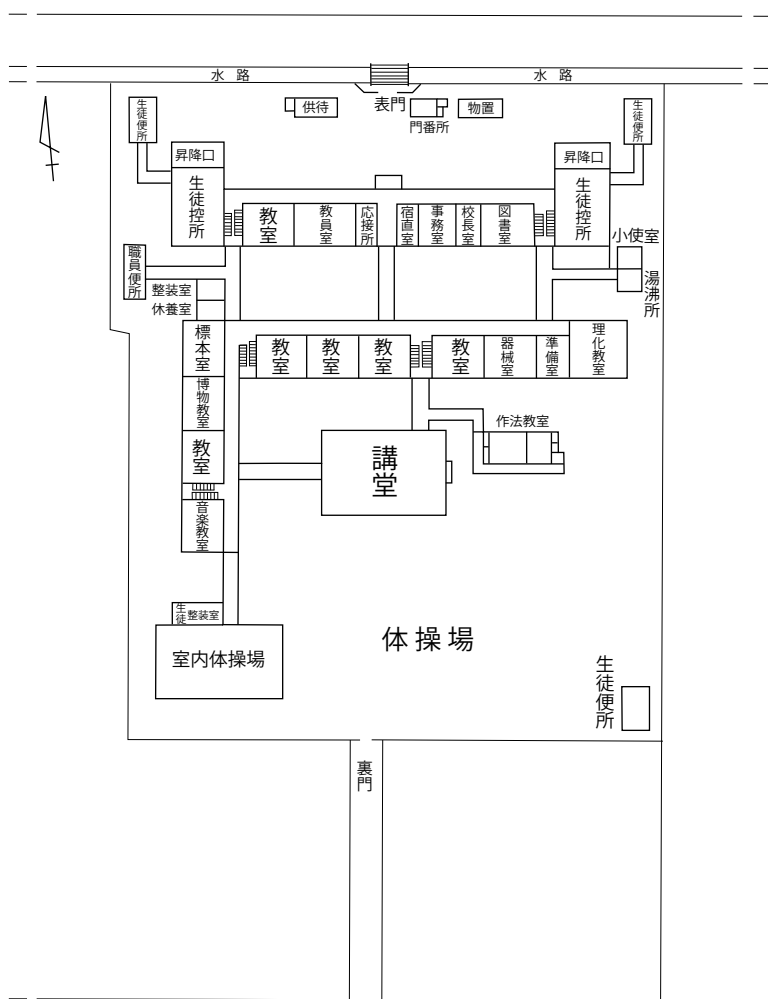 水路
水路
表門
供待
門番所
物置
生徒便所
生徒便所
昇降口
昇降口
生徒控所
生徒控所
教室
教員室
応接所
宿直室
事務室
校長室
図書室
小使室
湯沸所
職員便所
整装室
休養室
標本室
博物教室
教室
音楽教室
教室
教室
教室
教室
器械室
準備室
理化教室
作法教室
講堂
生徒整装室
室内体操場
体操場
生徒便所
裏門